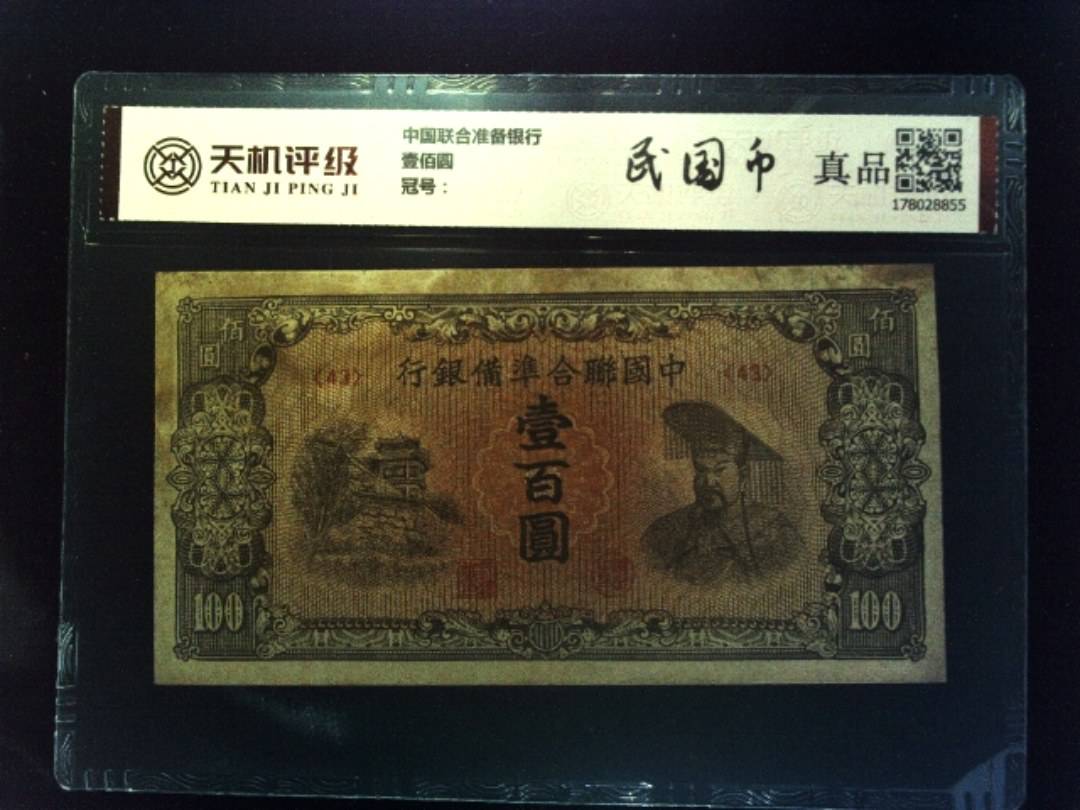 天机评级
TIAN JI PING JI
中国联合准备银行
壹佰圆
冠号：
民国币
真品
178028855
佰圆
佰圆
<43>
行銀備準合聯國中
<43>
壹百圓
100
100